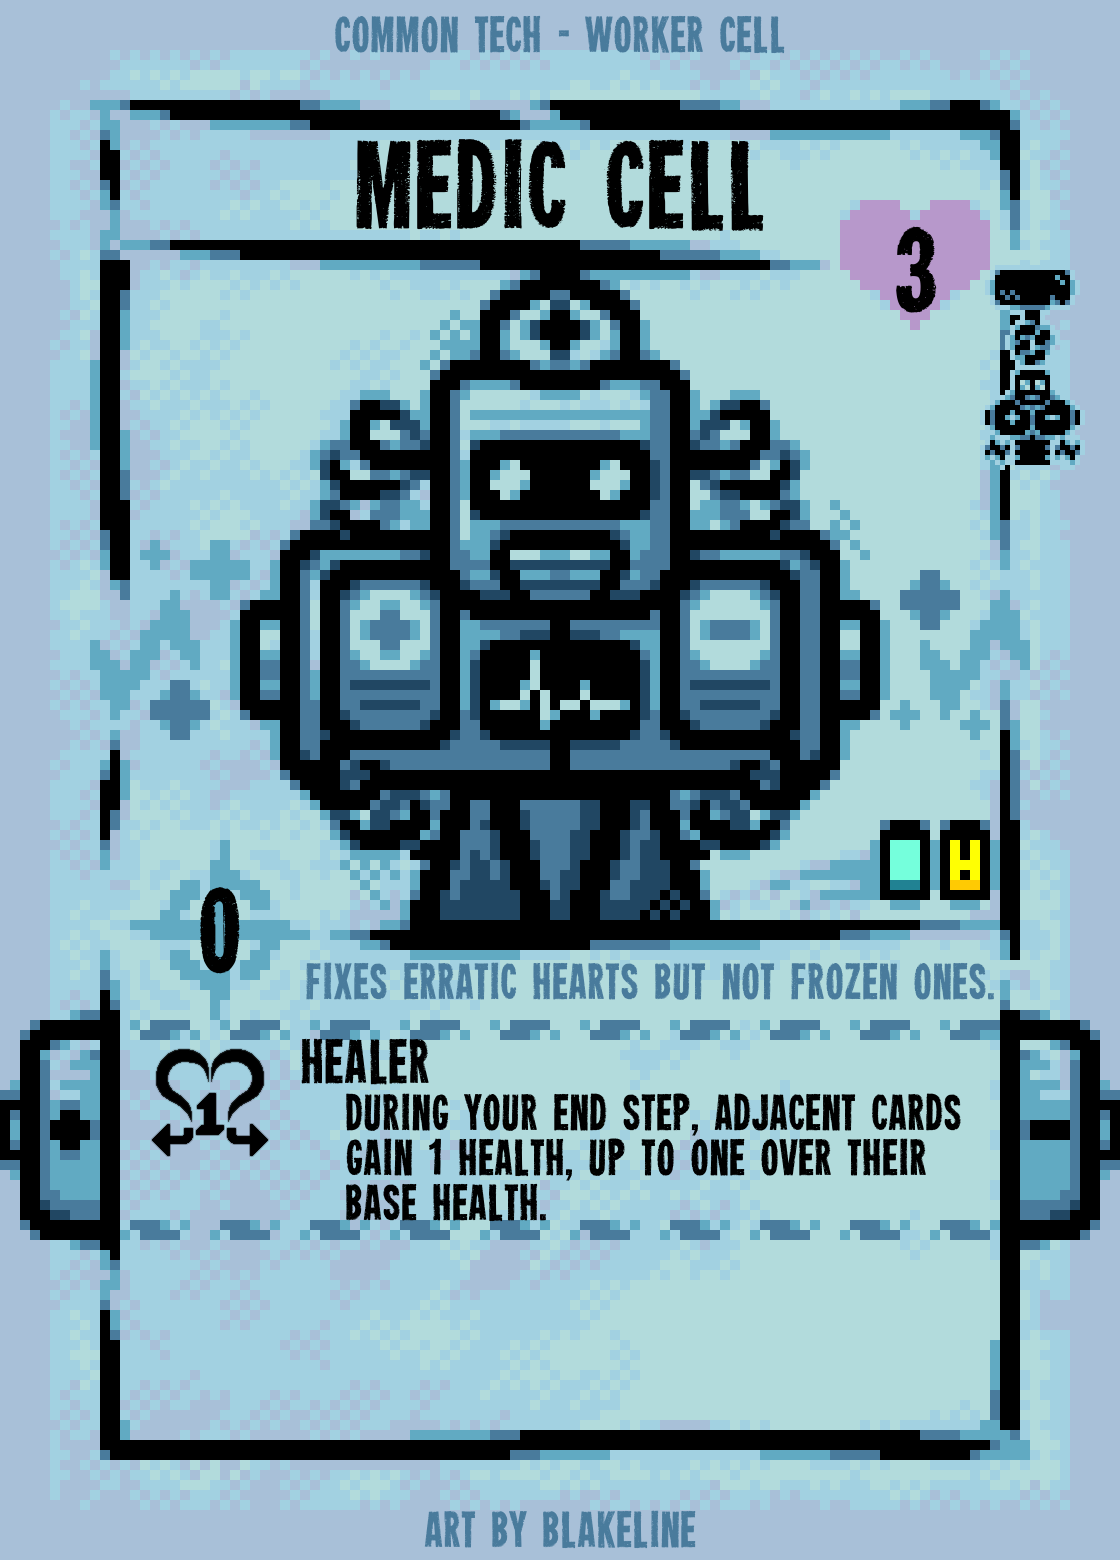 COMMON TECH - WORKER CELL
MEDIC CELL
3
0
FIXES ERRATIC HEARTS BUT NOT FROZEN ONES.
HEALER
1
DURING YOUR END STEP, ADJACENT CARDS
GAIN 1 HEALTH, UP TO ONE OVER THEIR
BASE HEALTH.
ART BY BLAKELINE